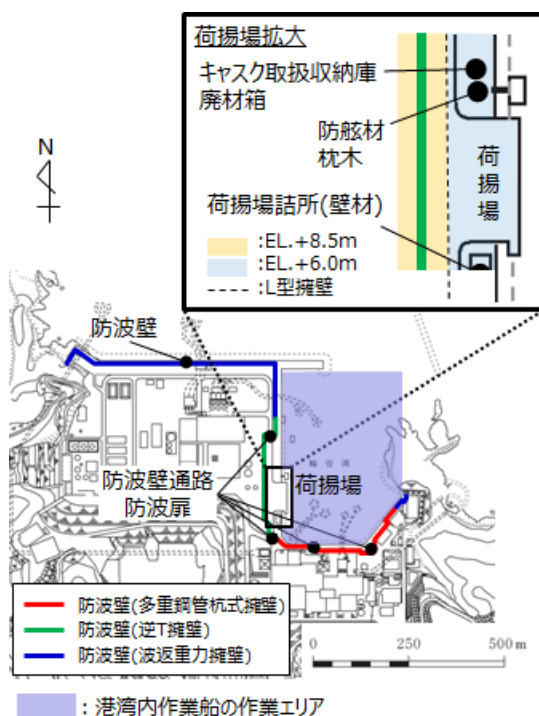 荷揚場拡大
キャスク取扱収納庫
廃材箱
防舷材
枕木
荷揚場
荷揚場詰所(壁材)
:EL.+8.5m
:EL.+6.0m
:L型擁壁
N
防波壁
防波壁通路
防波扉
荷揚場
防波壁(多重鋼管杭式擁壁)
防波壁(逆T擁壁)
防波壁(波返重力擁壁)
0 250 500 m
: 港湾内作業船の作業エリア